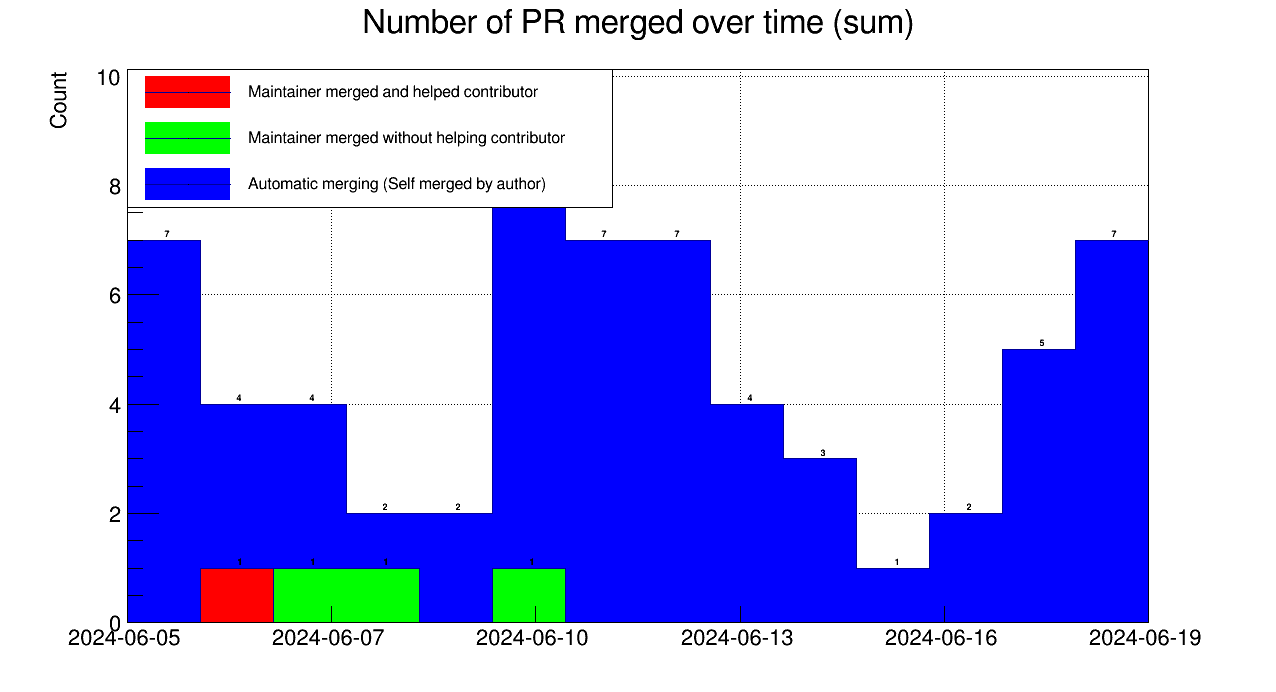 Number of PR merged over time (sum)
Count
10
8
6
4
2
0
Maintainer merged and helped contributor
Maintainer merged without helping contributor
Automatic merging (Self merged by author)
7 4 4 2 2 7 7 4 3 1 2 5 7
1 1 1 1
2024-06-05 2024-06-07 2024-06-10 2024-06-13 2024-06-16 2024-06-19